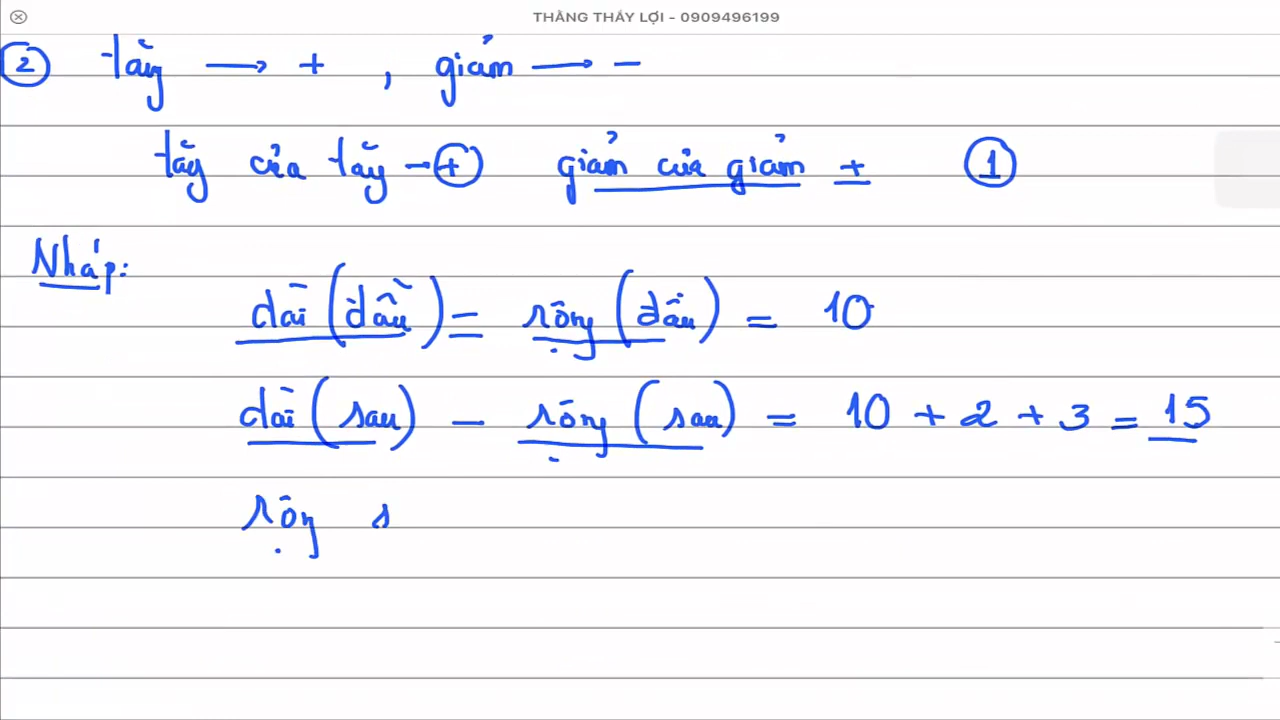 THẦNG THẦY LỢI - 0909496199
② tăng → + , giảm → -
tăng của tăng → ⊕ giảm của giảm + ①
Nháp:
dài (đầu) = rộng (đầu) = 10
dài (sau) - rộng (sau) = 10 + 2 + 3 = 15
rộng s